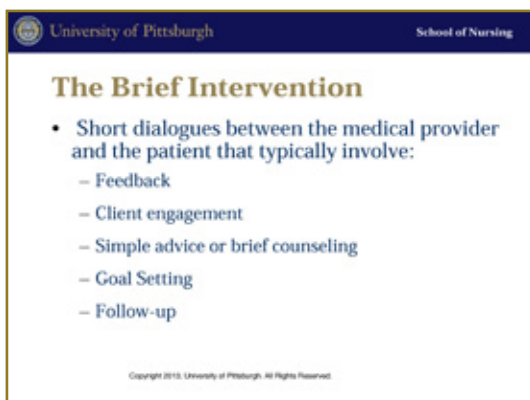 University of Pittsburgh
School of Nursing
The Brief Intervention
• Short dialogues between the medical provider
and the patient that typically involve:
– Feedback
– Client engagement
– Simple advice or brief counseling
– Goal Setting
– Follow-up
Copyright 2013, University of Pittsburgh. All Rights Reserved.